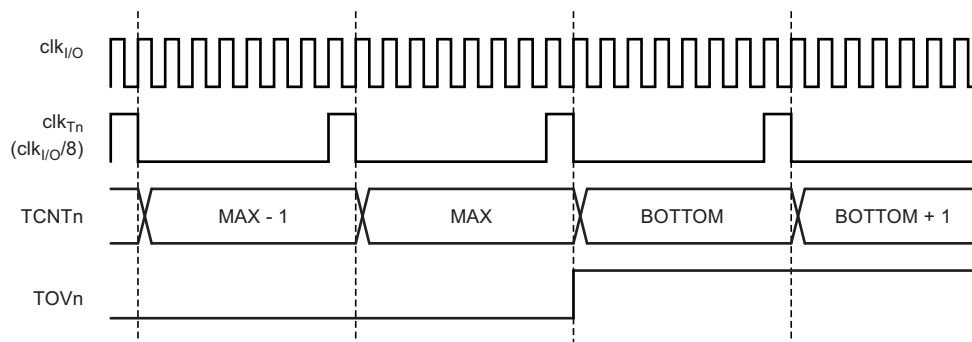 clkI/O
clkTn
(clkI/O/8)
TCNTn MAX - 1 MAX BOTTOM BOTTOM + 1
TOVn